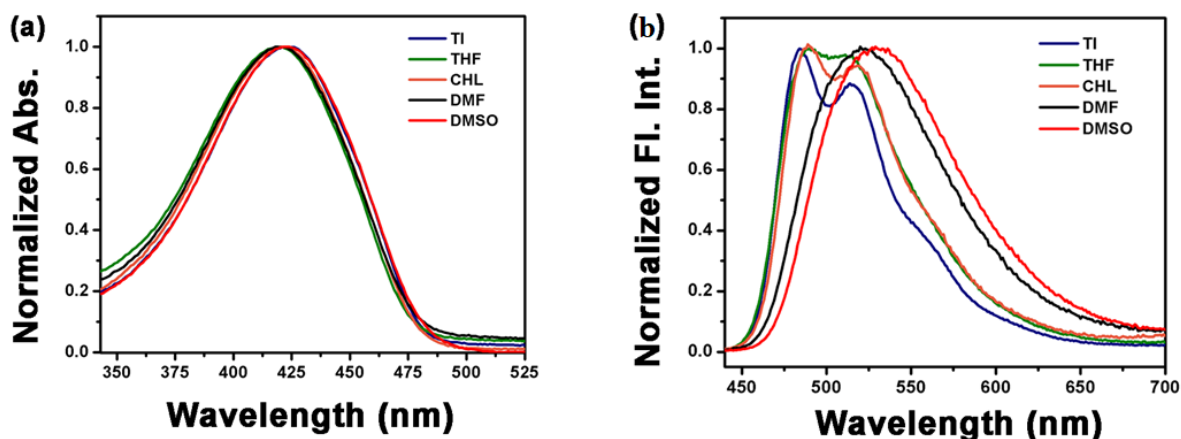 (a)
Normalized Abs.
1.0
0.8
0.6
0.4
0.2
0.0
TI
THF
CHL
DMF
DMSO
350 375 400 425 450 475 500 525
Wavelength (nm)
(b)
Normalized Fl. Int.
1.0
0.8
0.6
0.4
0.2
0.0
TI
THF
CHL
DMF
DMSO
450 500 550 600 650 700
Wavelength (nm)